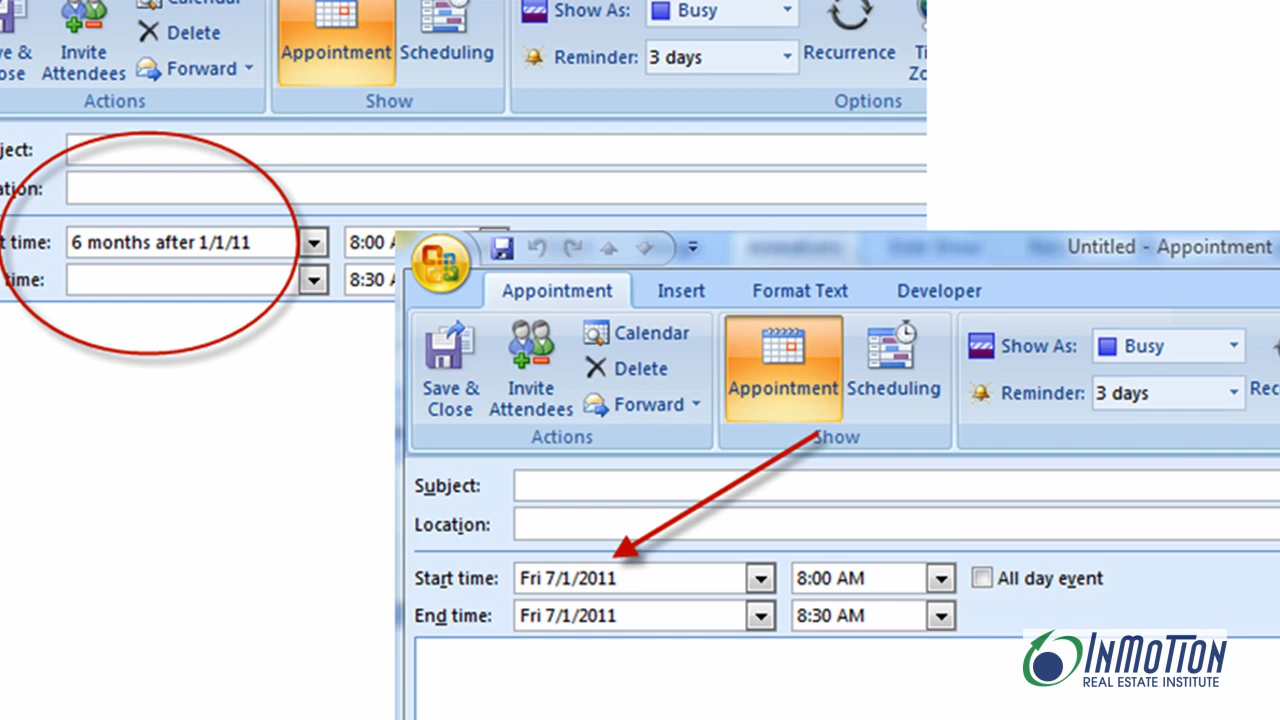 Calendar
Show As: Busy
Delete
ve & Invite Appointment Scheduling Reminder: 3 days Recurrence
ose Attendees Forward
Actions Show Options
ject:
ation:
t time: 6 months after 1/1/11 8:00
time: 8:30
Untitled - Appointment
Appointment Insert Format Text Developer
Calendar
Show As: Busy
Delete
Save & Invite Appointment Scheduling Reminder: 3 days Rec
Close Attendees Forward
Actions Show
Subject:
Location:
Start time: Fri 7/1/2011 8:00 AM All day event
End time: Fri 7/1/2011 8:30 AM
INMOTION
REAL ESTATE INSTITUTE